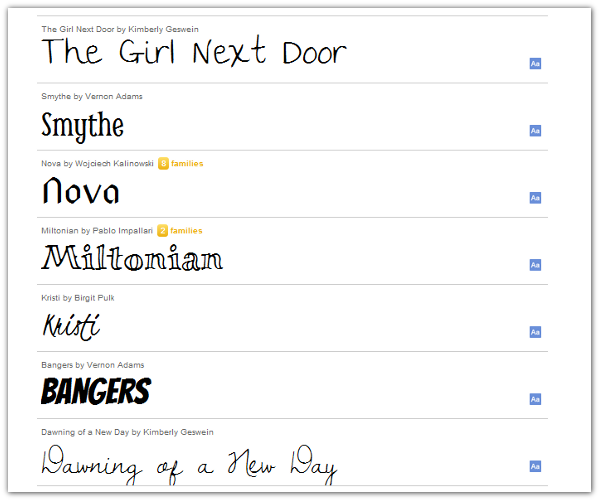 The Girl Next Door by Kimberly Geswein
The Girl Next Door
Aa
Smythe by Vernon Adams
Smythe
Aa
Nova by Wojciech Kalinowski 8 families
Nova
Aa
Miltonian by Pablo Impallari 2 families
Miltonian
Aa
Kristi by Birgit Pulk
Kristi
Aa
Bangers by Vernon Adams
BANGERS
Aa
Dawning of a New Day by Kimberly Geswein
Dawning of a New Day
Aa